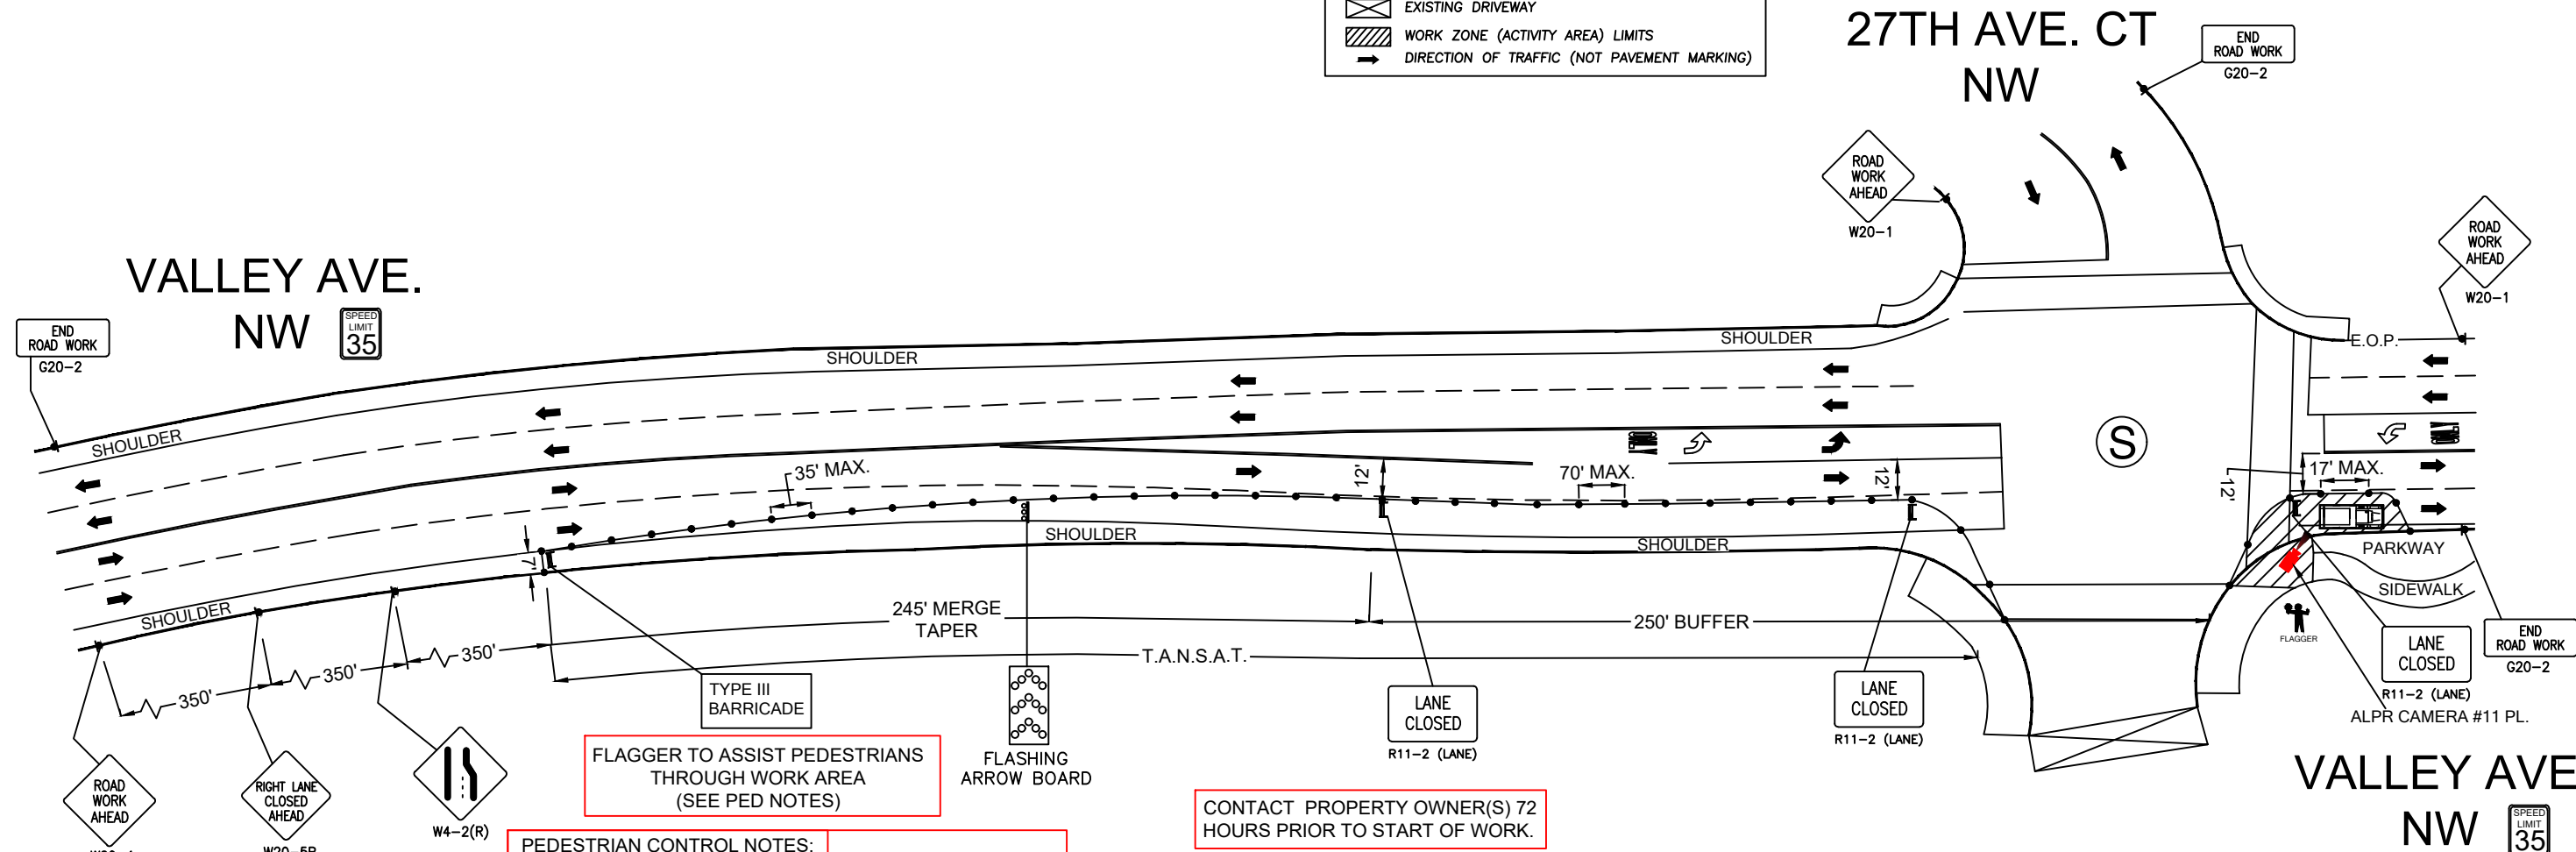 EXISTING DRIVEWAY
WORK ZONE (ACTIVITY AREA) LIMITS
DIRECTION OF TRAFFIC (NOT PAVEMENT MARKING)
27TH AVE. CT
NW
END
ROAD WORK
G20-2
ROAD
WORK
AHEAD
W20-1
ROAD
WORK
AHEAD
W20-1
VALLEY AVE.
NW
SPEED
LIMIT
35
END
ROAD WORK
G20-2
SHOULDER
SHOULDER
SHOULDER
E.O.P.
S
35' MAX.
12'
70' MAX.
12'
12'
17' MAX.
7'
SHOULDER
SHOULDER
SHOULDER
PARKWAY
SIDEWALK
FLAGGER
245' MERGE
TAPER
250' BUFFER
T.A.N.S.A.T.
350'
350'
350'
TYPE III
BARRICADE
FLASHING
ARROW BOARD
LANE
CLOSED
R11-2 (LANE)
LANE
CLOSED
R11-2 (LANE)
LANE
CLOSED
R11-2 (LANE)
END
ROAD WORK
G20-2
ALPR CAMERA #11 PL.
ROAD
WORK
AHEAD
RIGHT LANE
CLOSED
AHEAD
W20-5R
W4-2(R)
FLAGGER TO ASSIST PEDESTRIANS
THROUGH WORK AREA
(SEE PED NOTES)
CONTACT PROPERTY OWNER(S) 72
HOURS PRIOR TO START OF WORK.
PEDESTRIAN CONTROL NOTES:
VALLEY AVE
NW
SPEED
LIMIT
35